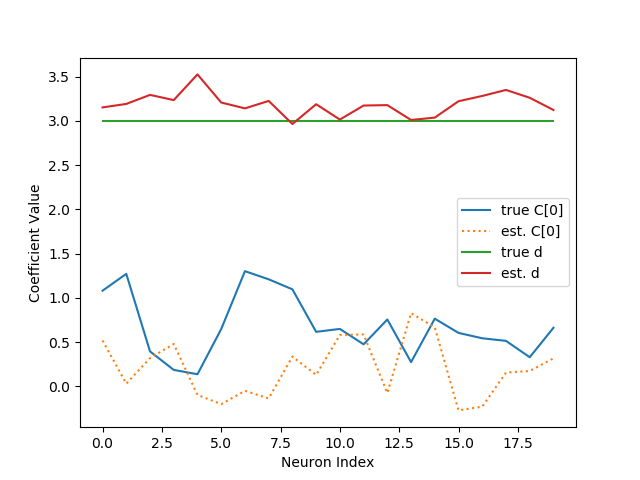 3.5
3.0
2.5
2.0
1.5
1.0
0.5
0.0
Coefficient Value
true C[0]
est. C[0]
true d
est. d
0.0 2.5 5.0 7.5 10.0 12.5 15.0 17.5
Neuron Index